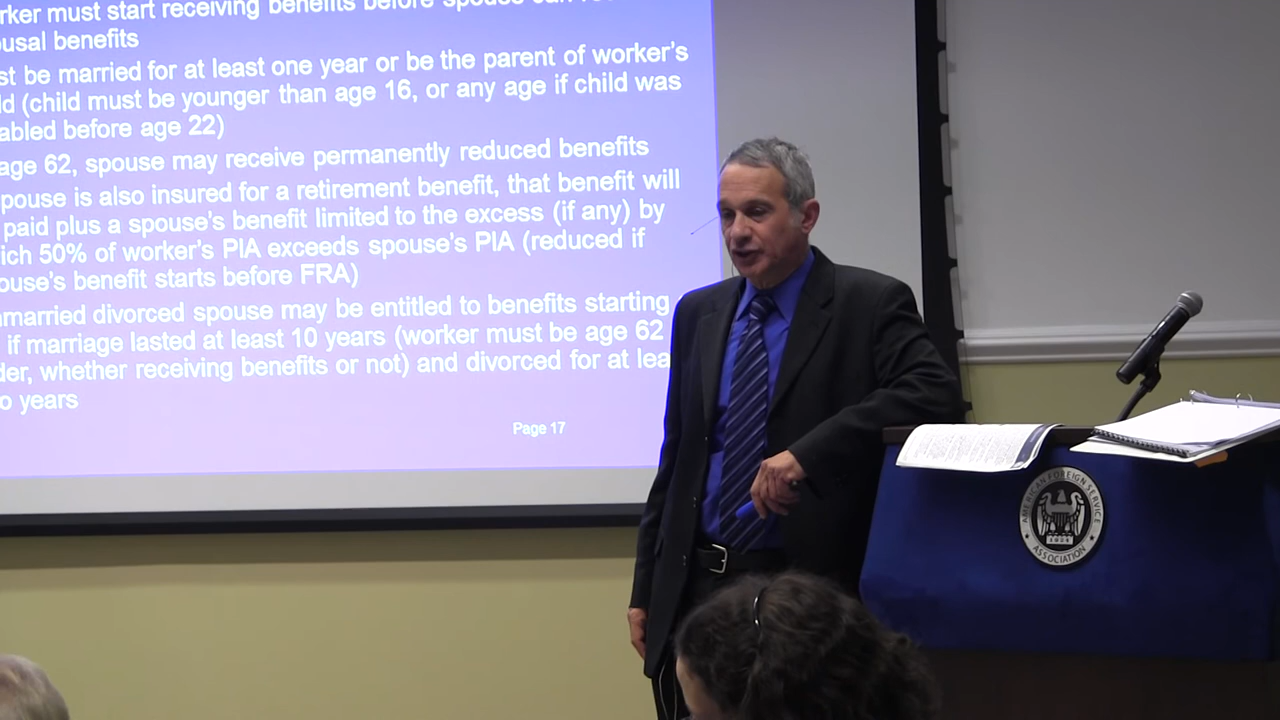 rker must start receiving benefits before spouse can
usal benefits
st be married for at least one year or be the parent of worker's
ld (child must be younger than age 16, or any age if child was
abled before age 22)
age 62, spouse may receive permanently reduced benefits
pouse is also insured for a retirement benefit, that benefit will
paid plus a spouse's benefit limited to the excess (if any) by
ich 50% of worker's PIA exceeds spouse's PIA (reduced if
ouse's benefit starts before FRA)
nmarried divorced spouse may be entitled to benefits starting
if marriage lasted at least 10 years (worker must be age 62
der, whether receiving benefits or not) and divorced for at lea
o years
Page 17
AMERICAN FOREIGN SERVICE
1924
ASSOCIATION